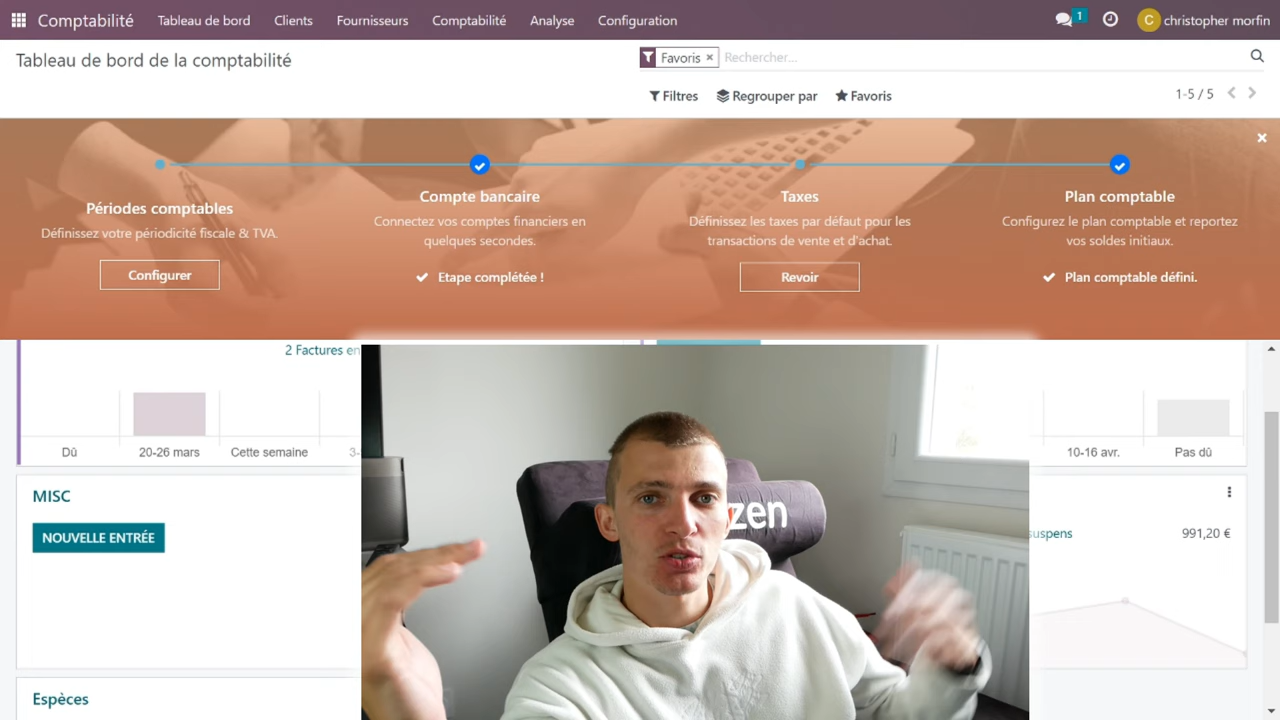 Comptabilité Tableau de bord Clients Fournisseurs Comptabilité Analyse Configuration 1 C christopher morfin
Tableau de bord de la comptabilité
Favoris × Rechercher...
Filtres Regrouper par Favoris 1-5 / 5
Périodes comptables
Définissez votre périodicité fiscale & TVA.
Configurer
Compte bancaire
Connectez vos comptes financiers en
quelques secondes.
Etape complétée !
Taxes
Définissez les taxes par défaut pour les
transactions de vente et d'achat.
Revoir
Plan comptable
Configurez le plan comptable et reportez
vos soldes initiaux.
Plan comptable défini.
2 Factures en
Dû 20-26 mars Cette semaine 3-
10-16 avr. Pas dû
MISC
NOUVELLE ENTRÉE
zen
suspens 991,20 €
Espèces